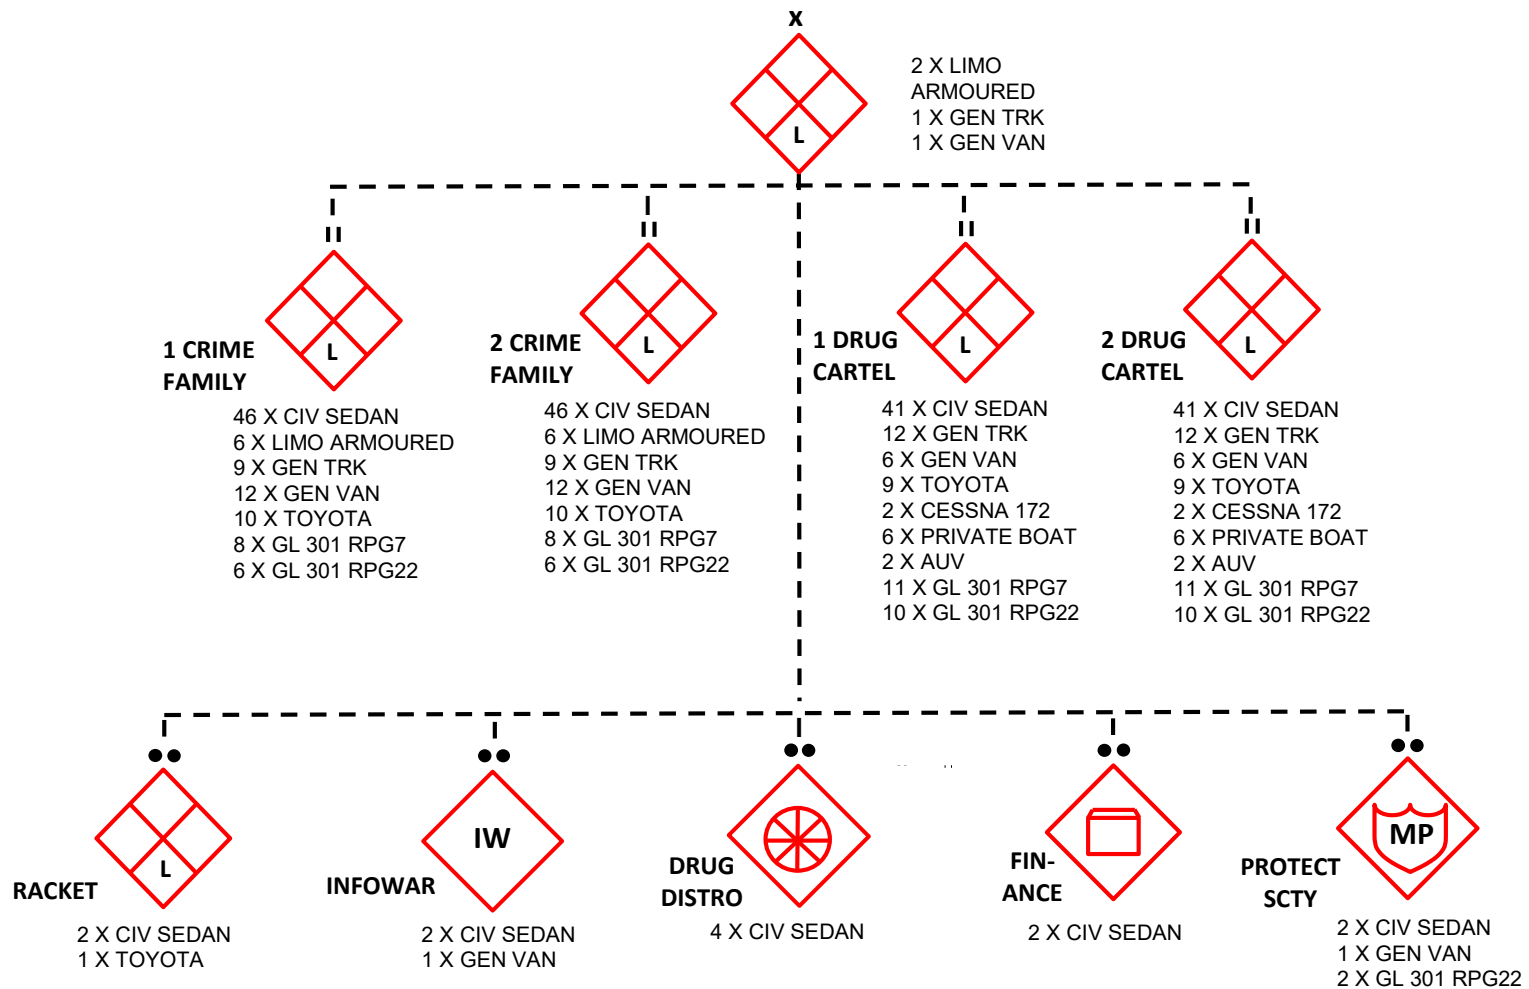 X
2 X LIMO
ARMOURED
1 X GEN TRK
1 X GEN VAN
L
II
II
II
II
1 CRIME
FAMILY
L
46 X CIV SEDAN
6 X LIMO ARMOURED
9 X GEN TRK
12 X GEN VAN
10 X TOYOTA
8 X GL 301 RPG7
6 X GL 301 RPG22
2 CRIME
FAMILY
L
46 X CIV SEDAN
6 X LIMO ARMOURED
9 X GEN TRK
12 X GEN VAN
10 X TOYOTA
8 X GL 301 RPG7
6 X GL 301 RPG22
1 DRUG
CARTEL
L
41 X CIV SEDAN
12 X GEN TRK
6 X GEN VAN
9 X TOYOTA
2 X CESSNA 172
6 X PRIVATE BOAT
2 X AUV
11 X GL 301 RPG7
10 X GL 301 RPG22
2 DRUG
CARTEL
L
41 X CIV SEDAN
12 X GEN TRK
6 X GEN VAN
9 X TOYOTA
2 X CESSNA 172
6 X PRIVATE BOAT
2 X AUV
11 X GL 301 RPG7
10 X GL 301 RPG22
L
RACKET
2 X CIV SEDAN
1 X TOYOTA
IW
INFOWAR
2 X CIV SEDAN
1 X GEN VAN
DRUG
DISTRO
4 X CIV SEDAN
FIN-
ANCE
2 X CIV SEDAN
MP
PROTECT
SCTY
2 X CIV SEDAN
1 X GEN VAN
2 X GL 301 RPG22